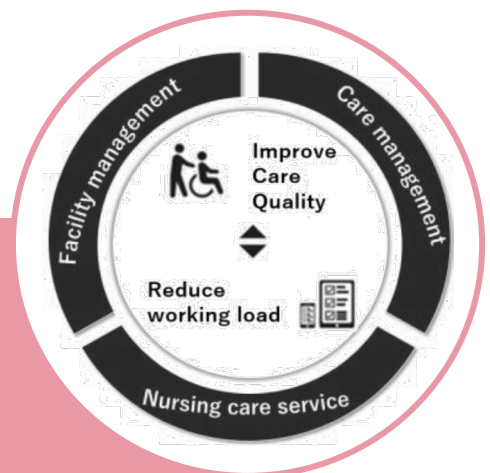 Facility management
Care management
Improve
Care
Quality
Reduce
working load
Nursing care service